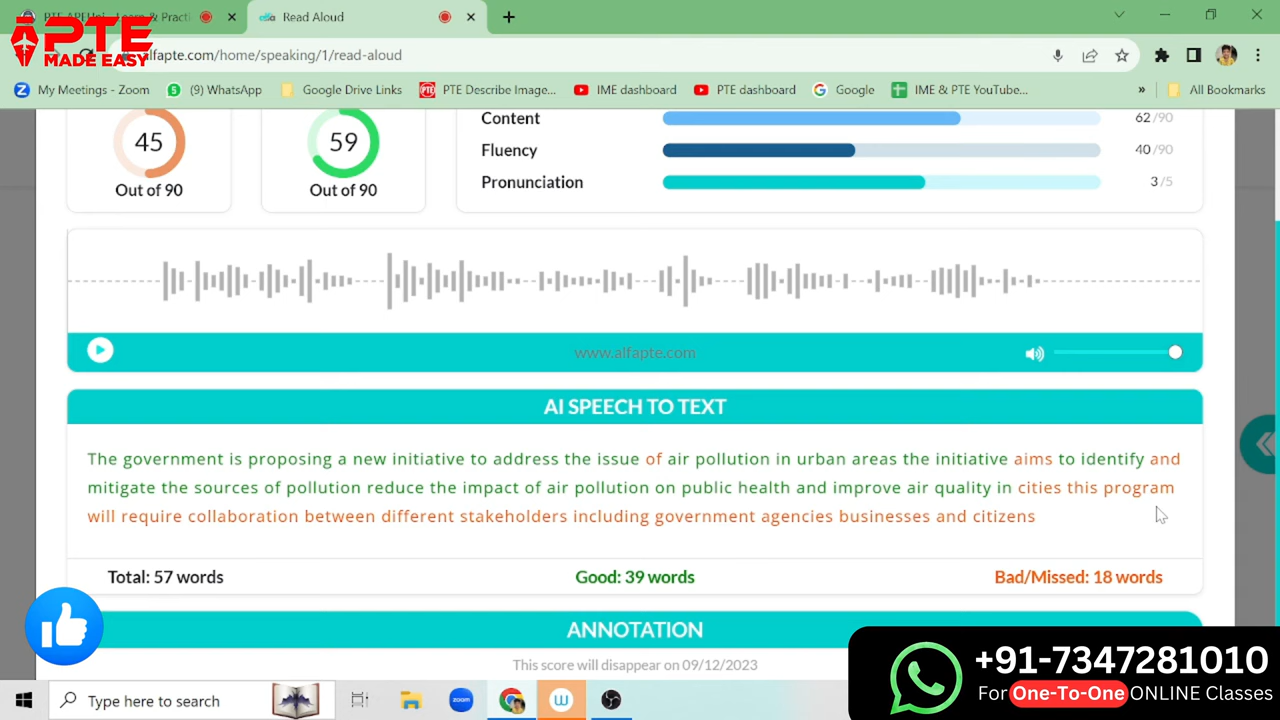 PTE
MADE EASY
Learn & Practi
Read Aloud
alfapte.com/home/speaking/1/read-aloud
My Meetings - Zoom
(9) WhatsApp
Google Drive Links
PTE Describe Image...
IME dashboard
PTE dashboard
Google
IME & PTE YouTube...
»
All Bookmarks
45
Out of 90
59
Out of 90
Content
62/90
Fluency
40/90
Pronunciation
3/5
www.alfapte.com
AI SPEECH TO TEXT
The government is proposing a new initiative to address the issue of air pollution in urban areas the initiative aims to identify and
mitigate the sources of pollution reduce the impact of air pollution on public health and improve air quality in cities this program
will require collaboration between different stakeholders including government agencies businesses and citizens
Total: 57 words
Good: 39 words
Bad/Missed: 18 words
ANNOTATION
This score will disappear on 09/12/2023
Type here to search
zoom
+91-7347281010
For One-To-One ONLINE Classes